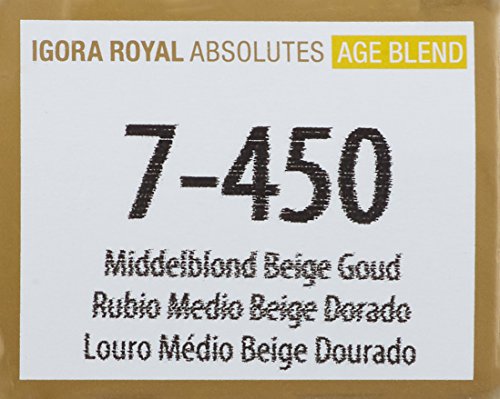 IGORA ROYAL ABSOLUTES AGE BLEND
7-450
Middelblond Beige Goud
Rubio Medio Beige Dorado
Louro Médio Beige Dourado